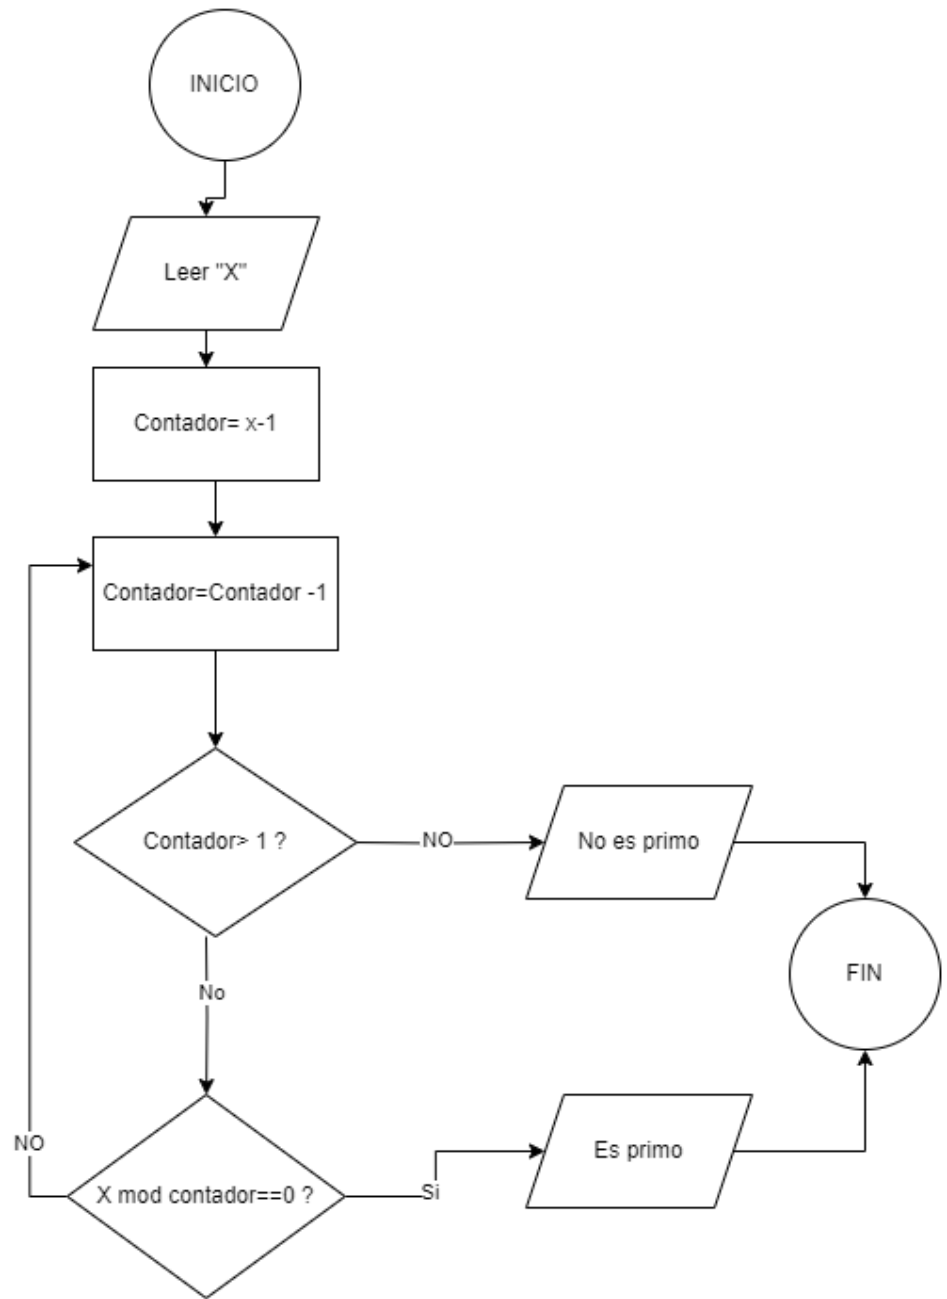 INICIO
Leer "X"
Contador= x-1
Contador=Contador -1
Contador> 1 ?
NO
No es primo
FIN
No
NO
X mod contador==0 ?
Si
Es primo